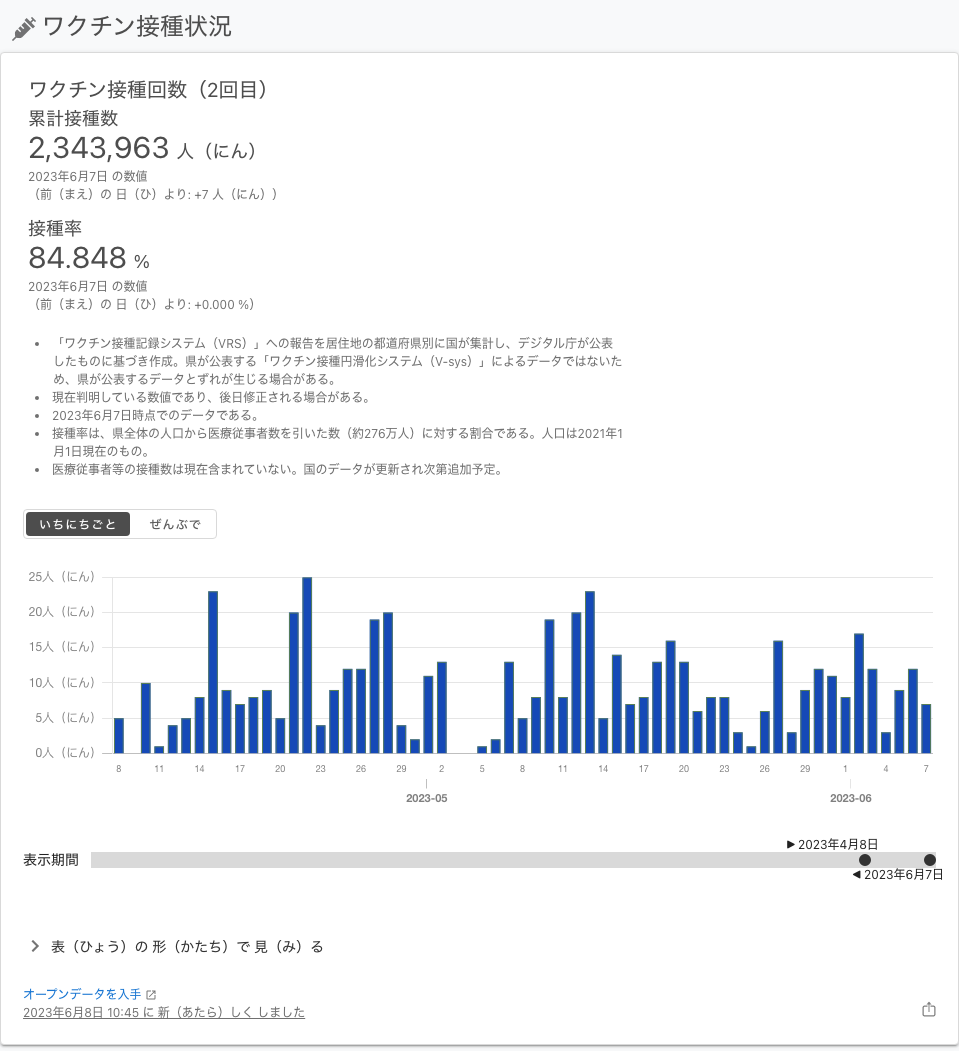 ワクチン接種状況
ワクチン接種回数（2回目）
累計接種数
2,343,963 人（にん）
2023年6月7日 の数値
（前（まえ）の 日（ひ）より: +7 人（にん））
接種率
84.848 %
2023年6月7日 の数値
（前（まえ）の 日（ひ）より: +0.000 %）
• 「ワクチン接種記録システム（VRS）」への報告を居住地の都道府県別に国が集計し、デジタル庁が公表
したものに基づき作成。県が公表する「ワクチン接種円滑化システム（V-sys）」によるデータではないた
め、県が公表するデータとずれが生じる場合がある。
• 現在判明している数値であり、後日修正される場合がある。
• 2023年6月7日時点でのデータである。
• 接種率は、県全体の人口から医療従事者数を引いた数（約276万人）に対する割合である。人口は2021年1
月1日現在のもの。
• 医療従事者等の接種数は現在含まれていない。国のデータが更新され次第追加予定。
いちにちごと ぜんぶで
25人（にん）
20人（にん）
15人（にん）
10人（にん）
5人（にん）
0人（にん）
8 11 14 17 20 23 26 29 2 5 8 11 14 17 20 23 26 29 1 4 7
2023-05 2023-06
▶ 2023年4月8日
表示期間
◀ 2023年6月7日
表（ひょう）の 形（かたち）で 見（み）る
オープンデータを入手
2023年6月8日 10:45 に 新（あたら）しく しました